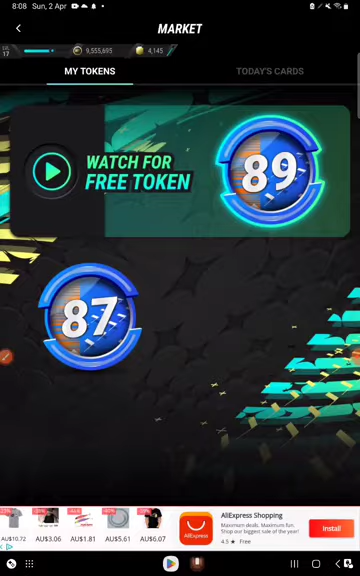 8:08 Sun, 2 Apr
MARKET
LVL
17
9,555,695
4,145
MY TOKENS
TODAY'S CARDS
WATCH FOR
FREE TOKEN
89
87
AliExpress Shopping
Maximum deals, Maximum fun.
Shop our biggest sale of the year!
4.5 ★ Free
Install
AliExpress
AU$10.72
AU$3.06
AU$1.81
AU$5.61
AU$6.07